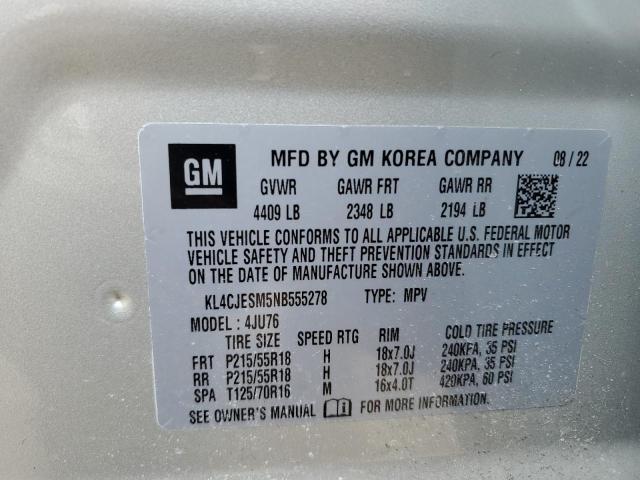 GM
MFD BY GM KOREA COMPANY 08/22
GVWR GAWR FRT GAWR RR
4409 LB 2348 LB 2194 LB
THIS VEHICLE CONFORMS TO ALL APPLICABLE U.S. FEDERAL MOTOR
VEHICLE SAFETY AND THEFT PREVENTION STANDARDS IN EFFECT
ON THE DATE OF MANUFACTURE SHOWN ABOVE.
KL4CJESM5NB555278 TYPE: MPV
MODEL : 4JU76
TIRE SIZE SPEED RTG RIM COLD TIRE PRESSURE
FRT P215/55R18 H 18x7.0J 240KPA, 35 PSI
RR P215/55R18 H 18x7.0J 240KPA, 35 PSI
SPA T125/70R16 M 16x4.0T 420KPA, 60 PSI
SEE OWNER'S MANUAL FOR MORE INFORMATION.